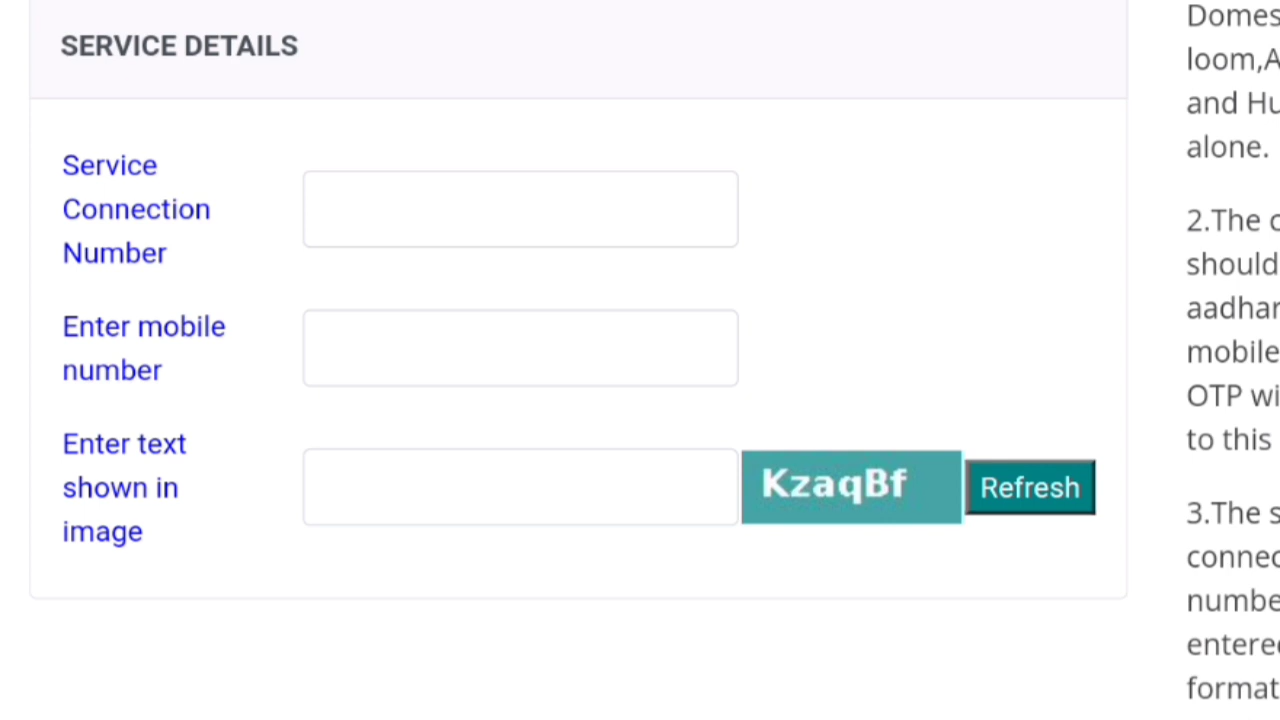 SERVICE DETAILS
Service
Connection
Number
Enter mobile
number
Enter text
shown in
image
KzaqBf
Refresh
Domes
loom,A
and Hu
alone.
2.The c
should
aadhar
mobile
OTP wi
to this
3.The s
connec
numbe
entered
format